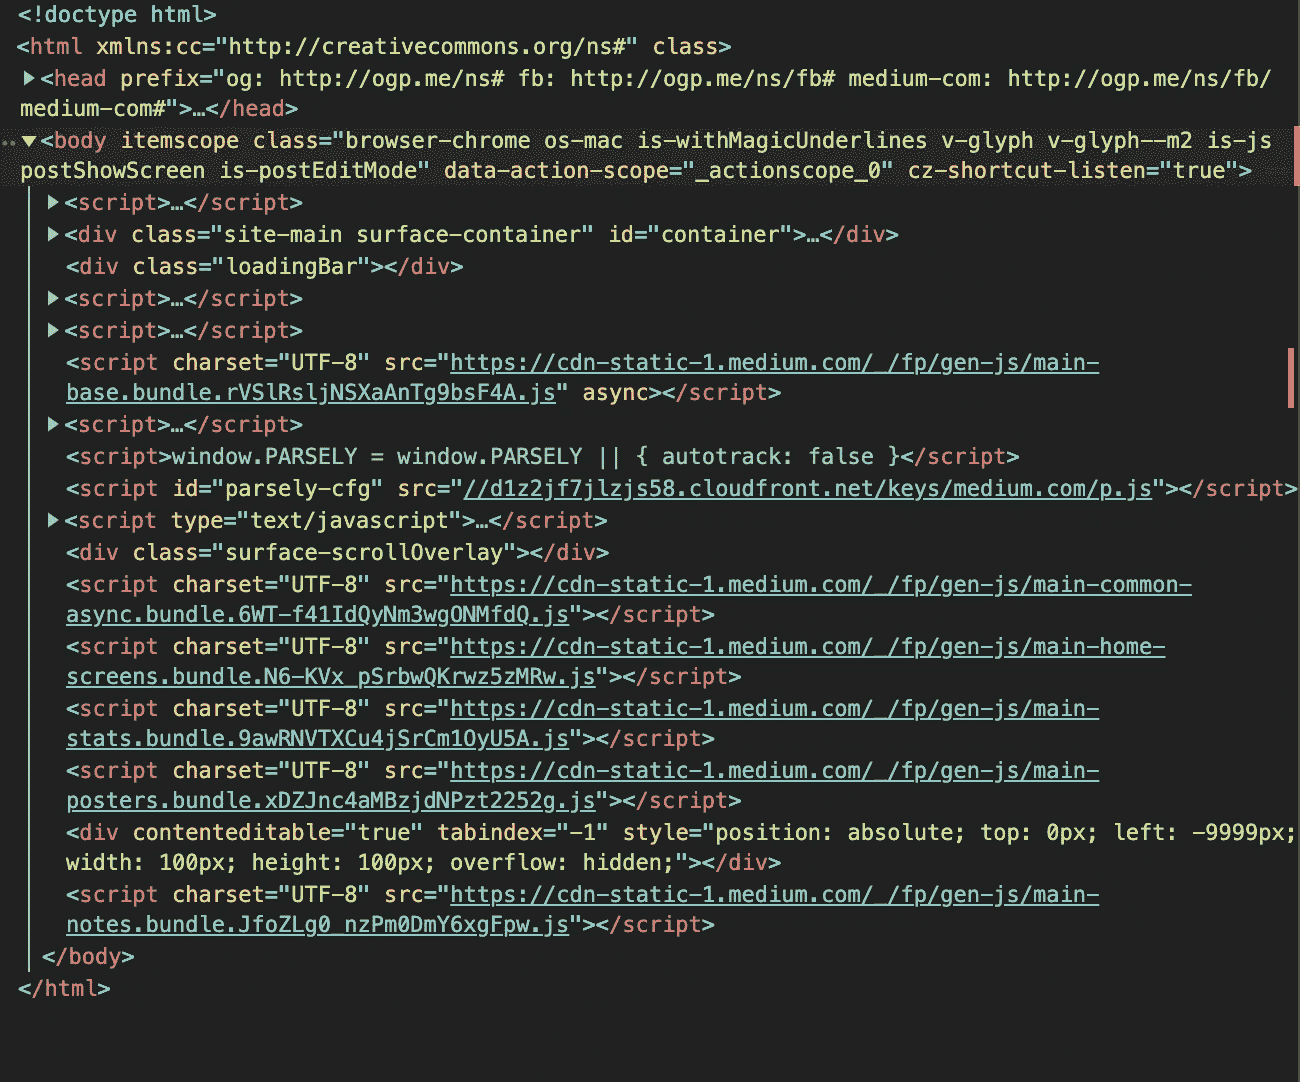 <!doctype html>
<html xmlns:cc="http://creativecommons.org/ns#" class>
▶<head prefix="og: http://ogp.me/ns# fb: http://ogp.me/ns/fb# medium-com: http://ogp.me/ns/fb/
medium-com#">…</head>
▼<body itemscope class="browser-chrome os-mac is-withMagicUnderlines v-glyph v-glyph--m2 is-js
postShowScreen is-postEditMode" data-action-scope="_actionscope_0" cz-shortcut-listen="true">
▶<script>…</script>
▶<div class="site-main surface-container" id="container">…</div>
<div class="loadingBar"></div>
▶<script>…</script>
▶<script>…</script>
<script charset="UTF-8" src="https://cdn-static-1.medium.com/_/fp/gen-js/main-
base.bundle.rVSlRsljNSXaAnTg9bsF4A.js" async></script>
▶<script>…</script>
<script>window.PARSELY = window.PARSELY || { autotrack: false }</script>
<script id="parsely-cfg" src="//d1z2jf7jlzjs58.cloudfront.net/keys/medium.com/p.js"></script>
▶<script type="text/javascript">…</script>
<div class="surface-scrollOverlay"></div>
<script charset="UTF-8" src="https://cdn-static-1.medium.com/_/fp/gen-js/main-common-
async.bundle.6WT-f41IdQyNm3wgONMfdQ.js"></script>
<script charset="UTF-8" src="https://cdn-static-1.medium.com/_/fp/gen-js/main-home-
screens.bundle.N6-KVx_pSrbwQKrwz5zMRw.js"></script>
<script charset="UTF-8" src="https://cdn-static-1.medium.com/_/fp/gen-js/main-
stats.bundle.9awRNVTXCu4jSrCm1OyU5A.js"></script>
<script charset="UTF-8" src="https://cdn-static-1.medium.com/_/fp/gen-js/main-
posters.bundle.xDZJnc4aMBzjdNPzt2252g.js"></script>
<div contenteditable="true" tabindex="-1" style="position: absolute; top: 0px; left: -9999px;
width: 100px; height: 100px; overflow: hidden;"></div>
<script charset="UTF-8" src="https://cdn-static-1.medium.com/_/fp/gen-js/main-
notes.bundle.JfoZLg0_nzPm0DmY6xgFpw.js"></script>
</body>
</html>